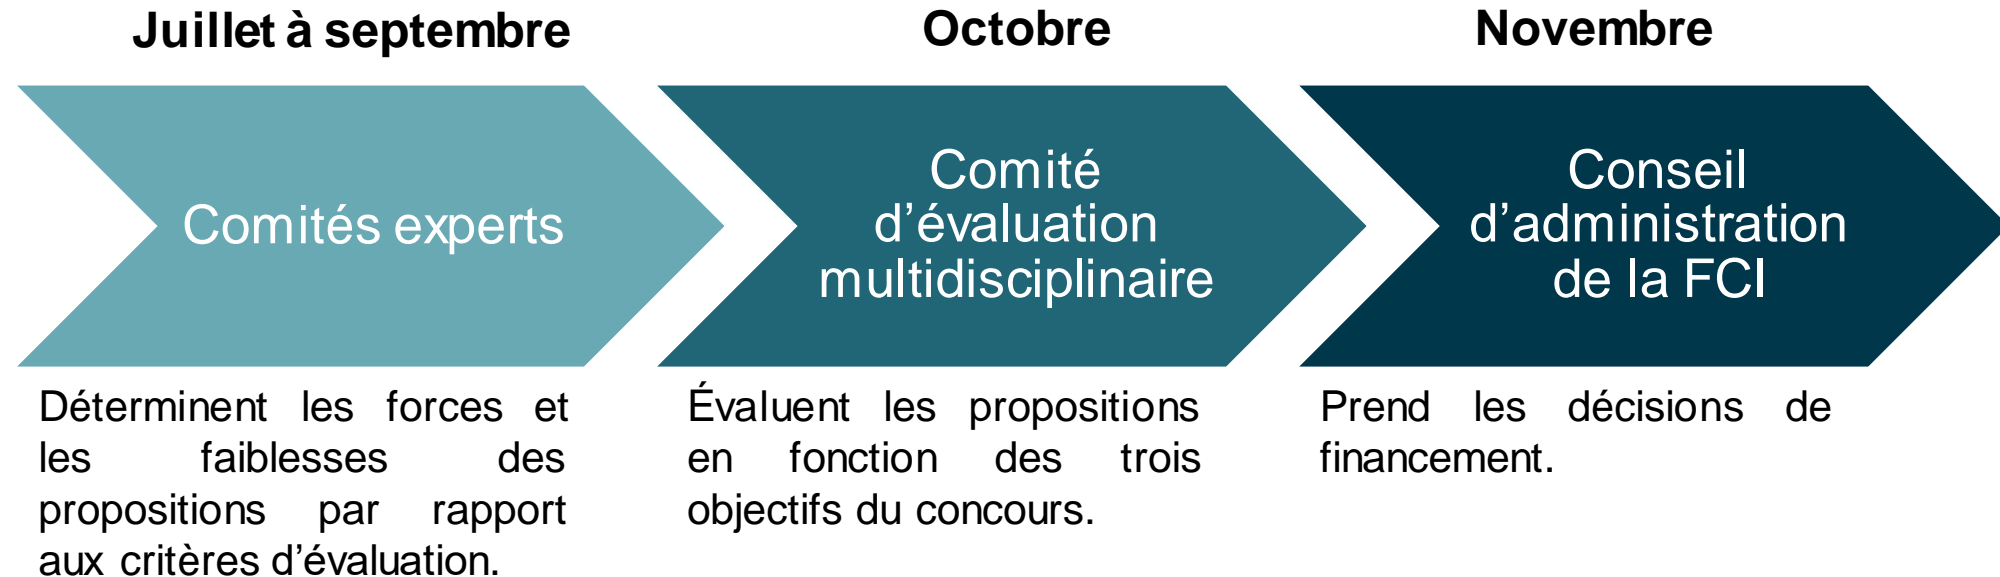 Juillet à septembre
Octobre
Novembre
Comités experts
Comité
d’évaluation
multidisciplinaire
Conseil
d’administration
de la FCI
Déterminent les forces et
les faiblesses des
propositions par rapport
aux critères d’évaluation.
Évaluent les propositions
en fonction des trois
objectifs du concours.
Prend les décisions de
financement.